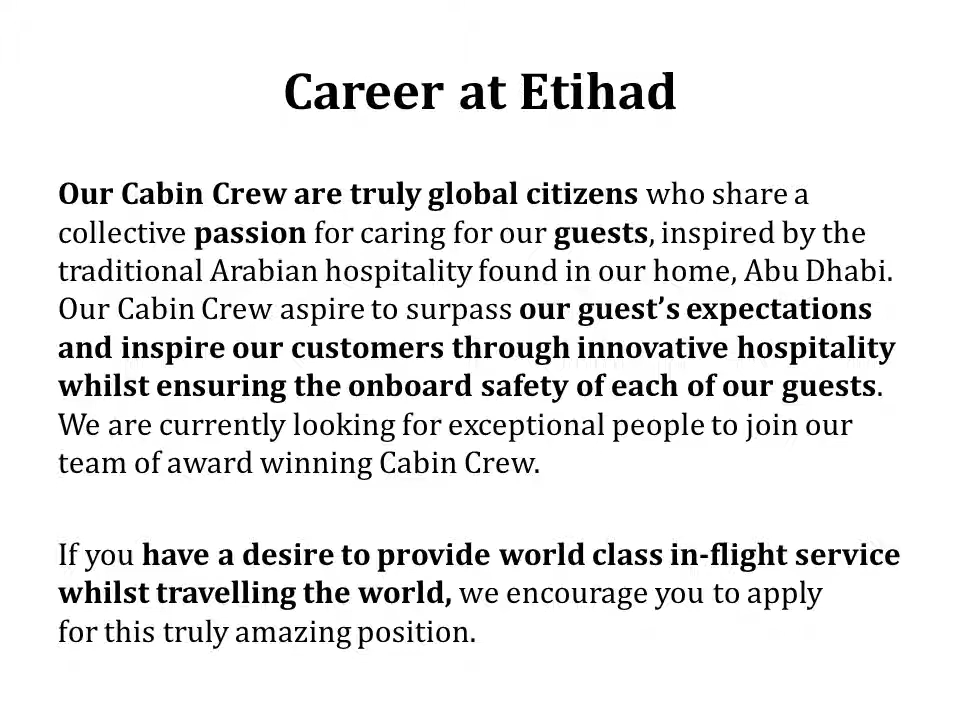 Career at Etihad
Our Cabin Crew are truly global citizens who share a
collective passion for caring for our guests, inspired by the
traditional Arabian hospitality found in our home, Abu Dhabi.
Our Cabin Crew aspire to surpass our guest’s expectations
and inspire our customers through innovative hospitality
whilst ensuring the onboard safety of each of our guests.
We are currently looking for exceptional people to join our
team of award winning Cabin Crew.
If you have a desire to provide world class in-flight service
whilst travelling the world, we encourage you to apply
for this truly amazing position.